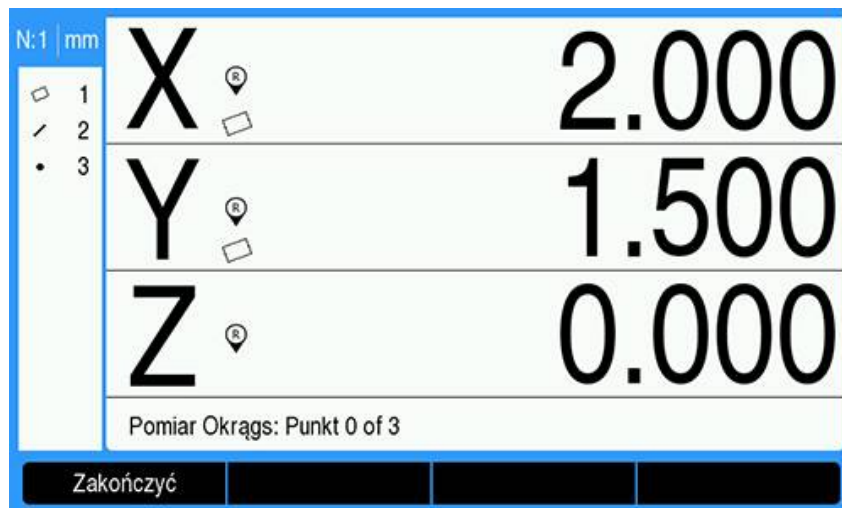 N:1 mm
1
2
3
X R 2.000
Y R 1.500
Z R 0.000
Pomiar Okrągs: Punkt 0 of 3
Zakończyć